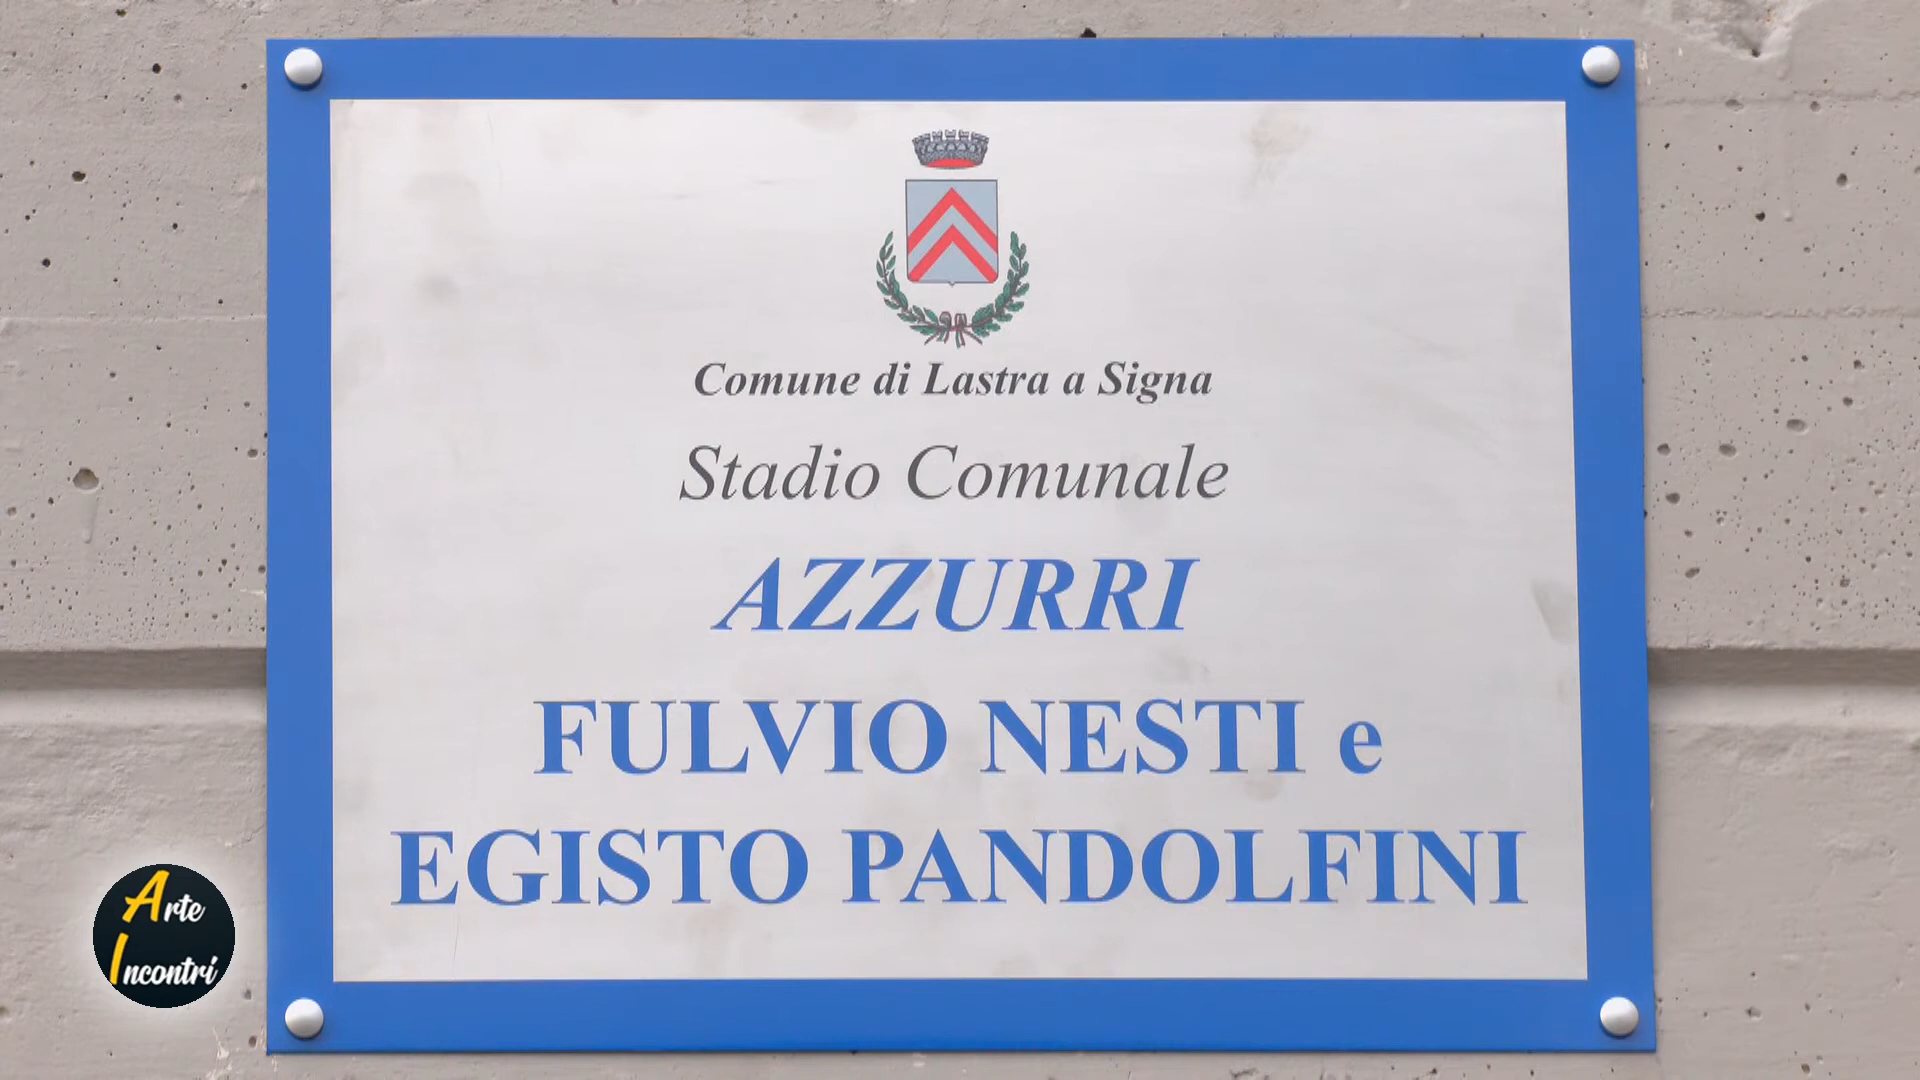 Comune di Lastra a Signa
Stadio Comunale
AZZURRI
FULVIO NESTI e
EGISTO PANDOLFINI
Arte
Incontri